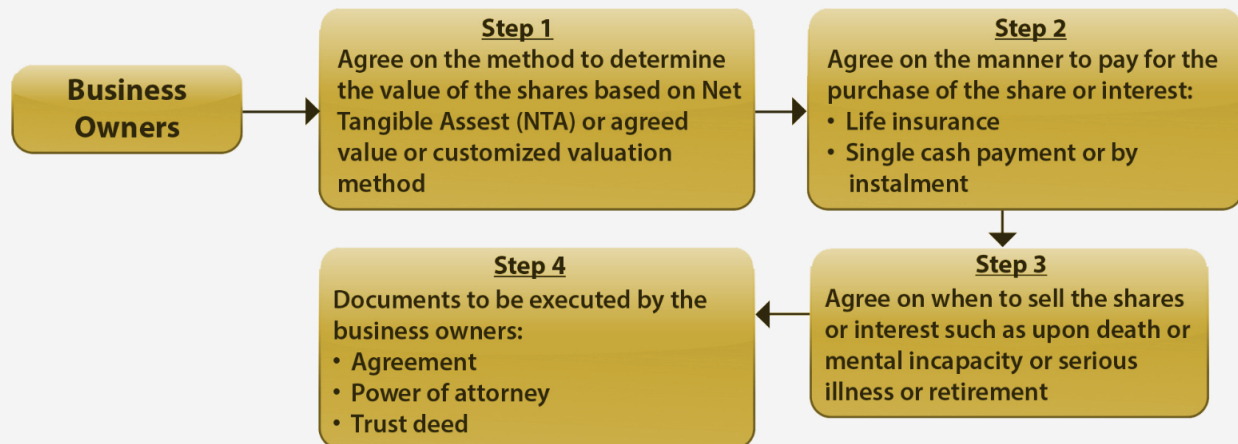 Business
Owners
Step 1
Agree on the method to determine
the value of the shares based on Net
Tangible Assest (NTA) or agreed
value or customized valuation
method
Step 2
Agree on the manner to pay for the
purchase of the share or interest:
• Life insurance
• Single cash payment or by
instalment
Step 3
Agree on when to sell the shares
or interest such as upon death or
mental incapacity or serious
illness or retirement
Step 4
Documents to be executed by the
business owners:
• Agreement
• Power of attorney
• Trust deed